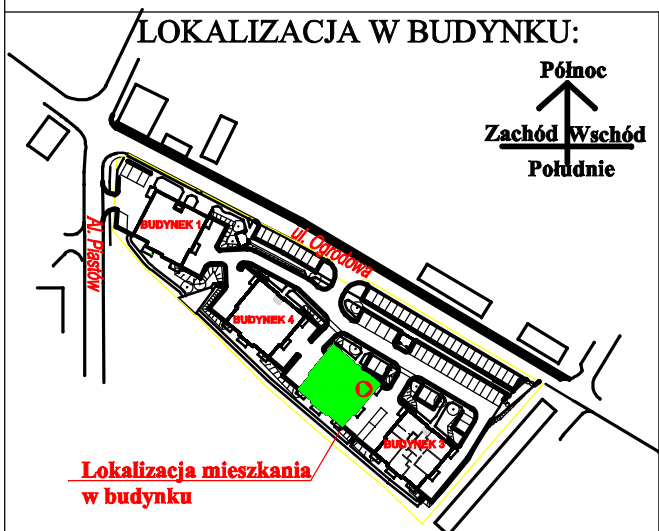 LOKALIZACJA W BUDYNKU:
Północ
Zachód Wschód
Południe
Al. Piastów
BUDYNEK 1
ul. Ogrodowa
BUDYNEK 4
O
BUDYNEK 3
Lokalizacja mieszkania
w budynku